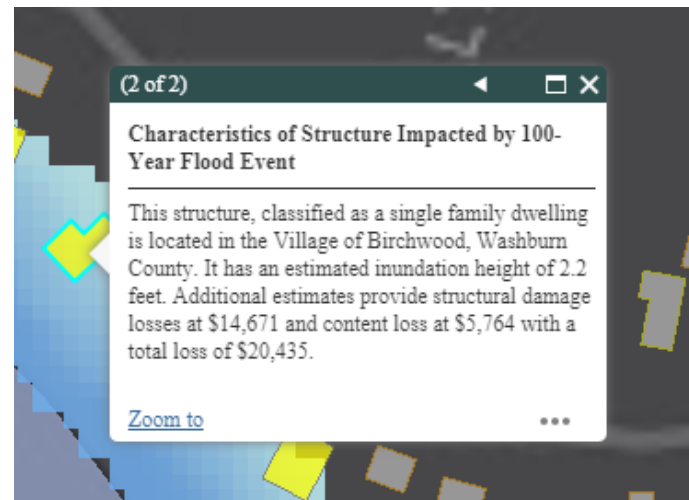 (2 of 2)
Characteristics of Structure Impacted by 100-
Year Flood Event
This structure, classified as a single family dwelling
is located in the Village of Birchwood, Washburn
County. It has an estimated inundation height of 2.2
feet. Additional estimates provide structural damage
losses at $14,671 and content loss at $5,764 with a
total loss of $20,435.
Zoom to